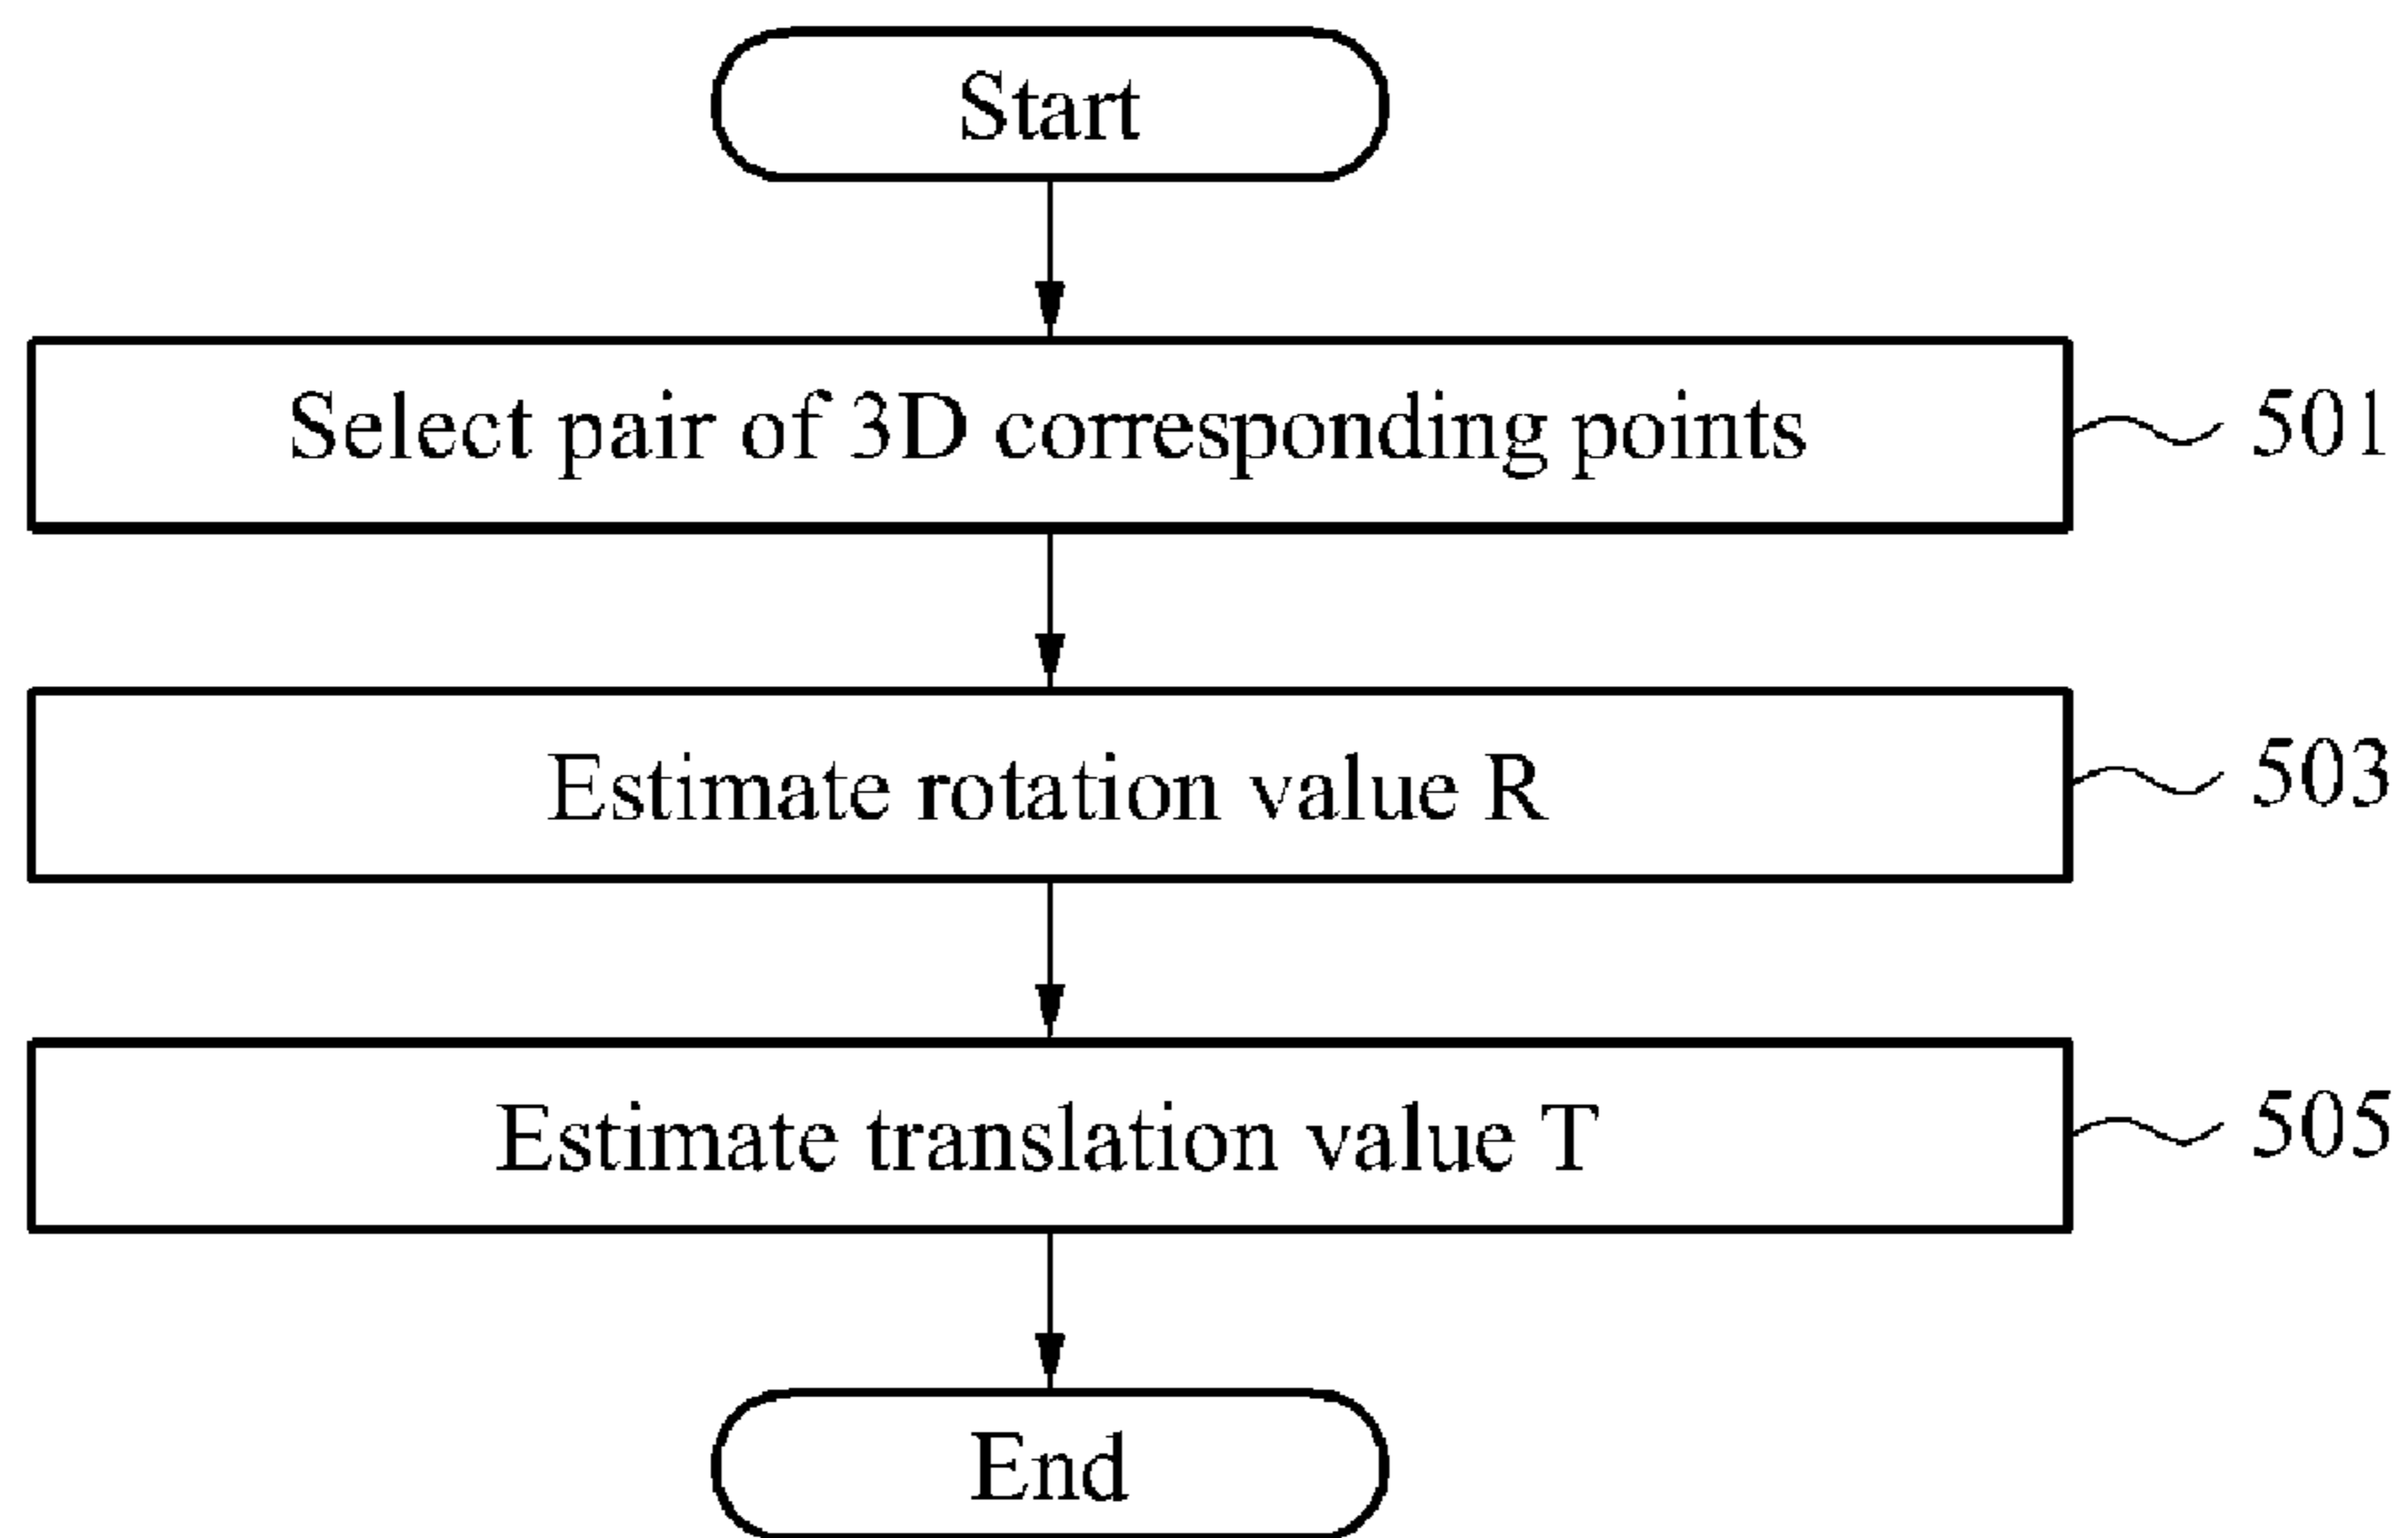 Start
Select pair of 3D corresponding points
501
Estimate rotation value R
503
Estimate translation value T
505
End